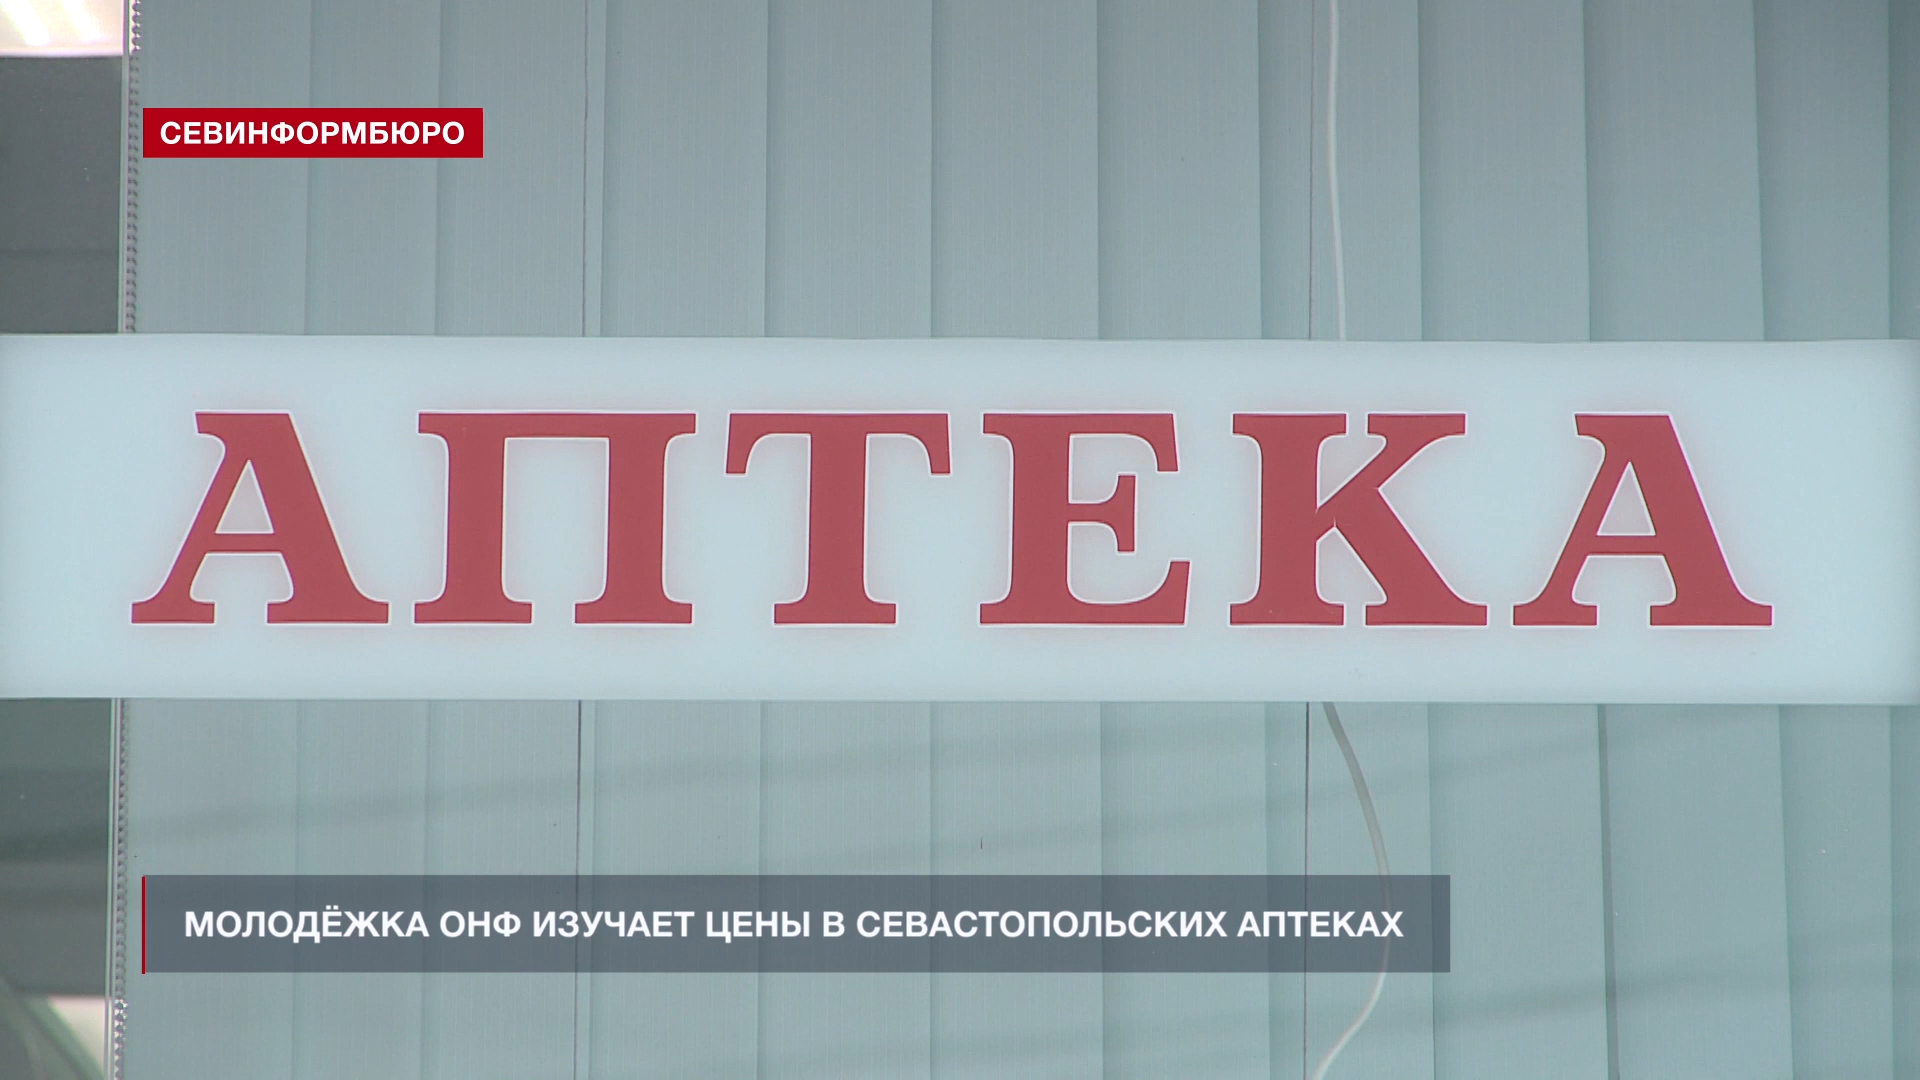 СЕВИНФОРМБЮРО
АПТЕКА
МОЛОДЁЖКА ОНФ ИЗУЧАЕТ ЦЕНЫ В СЕВАСТОПОЛЬСКИХ АПТЕКАХ